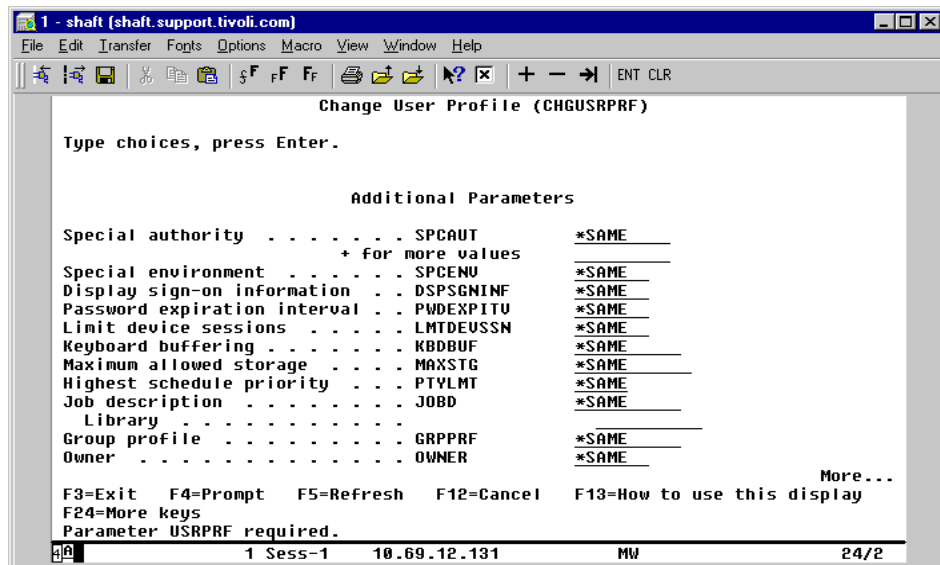 1 - shaft (shaft.support.tivoli.com)
File Edit Transfer Fonts Options Macro View Window Help
ENT CLR
Change User Profile (CHGUSRPRF)
Type choices, press Enter.
Additional Parameters
Special authority . . . . . . . SPCAUT *SAME
+ for more values
Special environment . . . . . . SPCENV *SAME
Display sign-on information . . DSPSGNINF *SAME
Password expiration interval . . PWDEXPITV *SAME
Limit device sessions . . . . . LMTDEVSSN *SAME
Keyboard buffering . . . . . . . KBDBUF *SAME
Maximum allowed storage . . . . MAXSTG *SAME
Highest schedule priority . . . PTYLMT *SAME
Job description . . . . . . . . JOBD *SAME
Library . . . . . . . . . . .
Group profile . . . . . . . . . GRPPRF *SAME
Owner . . . . . . . . . . . . . OWNER *SAME
More...
F3=Exit F4=Prompt F5=Refresh F12=Cancel F13=How to use this display
F24=More keys
Parameter USRPRF required.
4A 1 Sess-1 10.69.12.131 MW 24/2